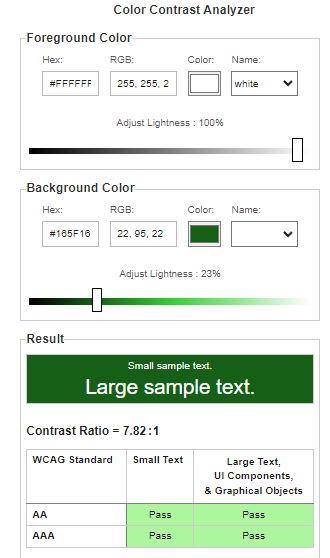 Color Contrast Analyzer
Foreground Color
Hex: RGB: Color: Name:
#FFFFFF 255, 255, 2 white
Adjust Lightness : 100%
Background Color
Hex: RGB: Color: Name:
#165F16 22, 95, 22
Adjust Lightness : 23%
Result
Small sample text.
Large sample text.
Contrast Ratio = 7.82:1
WCAG Standard Small Text Large Text,
UI Components,
& Graphical Objects
AA Pass Pass
AAA Pass Pass